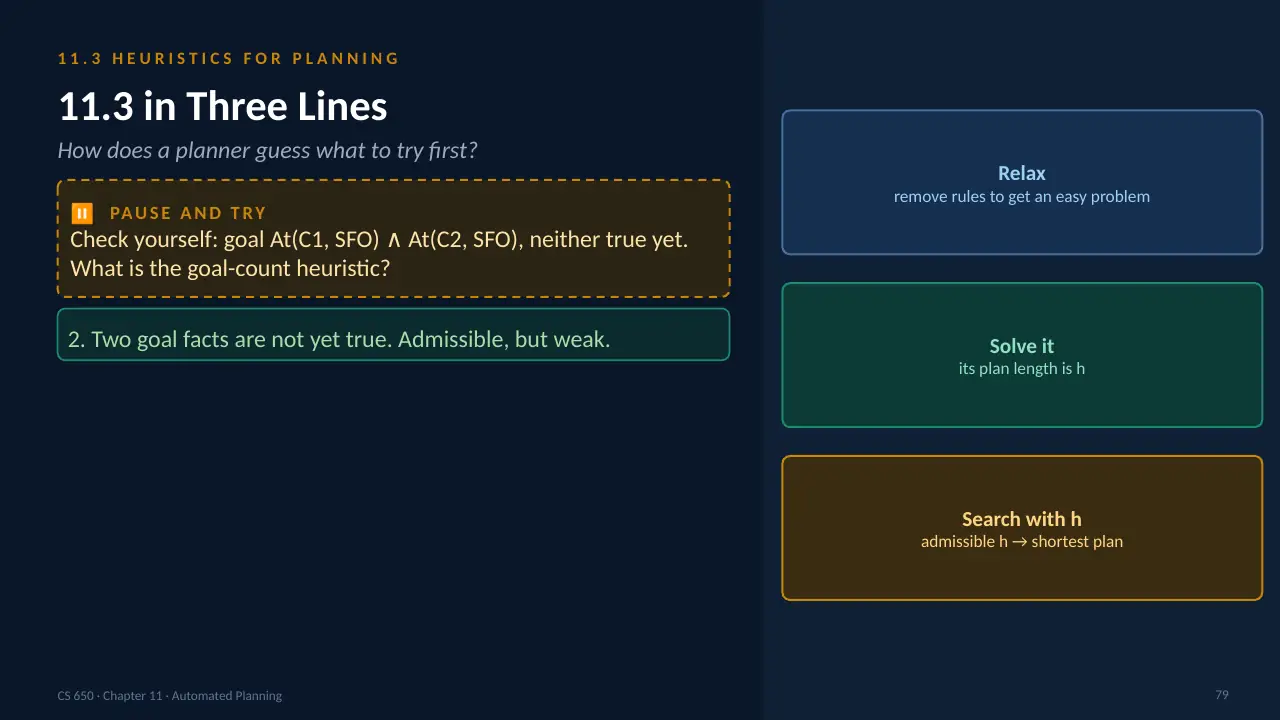 11.3 HEURISTICS FOR PLANNING
11.3 in Three Lines
How does a planner guess what to try first?
⏸ PAUSE AND TRY
Check yourself: goal At(C1, SFO) ∧ At(C2, SFO), neither true yet.
What is the goal-count heuristic?
2. Two goal facts are not yet true. Admissible, but weak.
Relax
remove rules to get an easy problem
Solve it
its plan length is h
Search with h
admissible h → shortest plan
CS 650 · Chapter 11 · Automated Planning
79